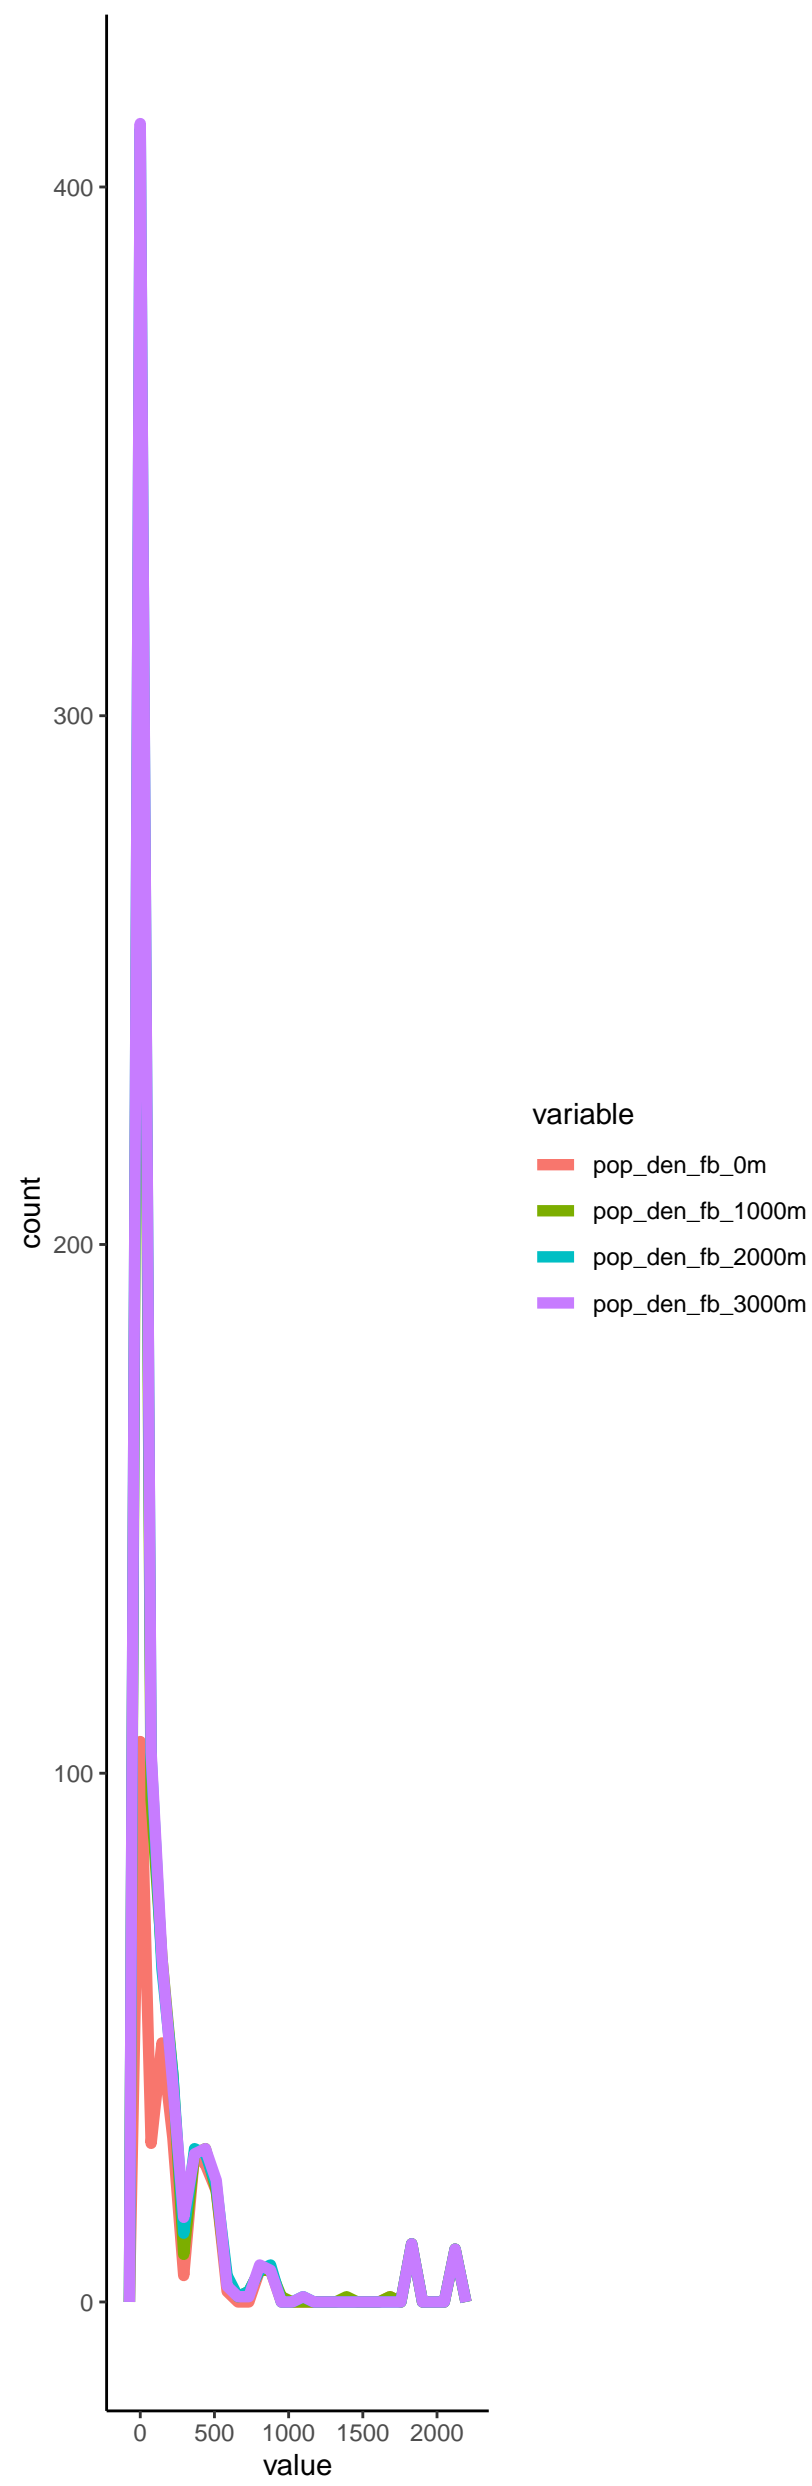 400
300
200
100
0
count
0 500 1000 1500 2000
value
variable
pop_den_fb_0m
pop_den_fb_1000m
pop_den_fb_2000m
pop_den_fb_3000m